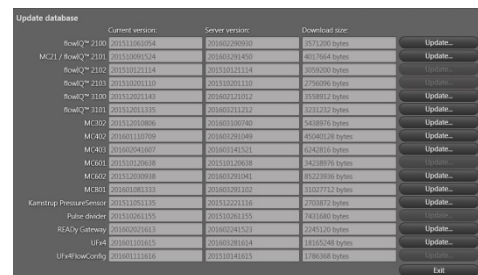 Update database
Current version: Server version: Download size:
flowIQ™ 2100 201511061054 201602290930 3571200 bytes Update...
MC21 / flowIQ™ 2101 201510091524 201603291450 4017664 bytes Update...
flowIQ™ 2102 201510121114 201510121114 3059200 bytes Update...
flowIQ™ 2103 201510201110 201510201110 2756096 bytes Update...
flowIQ™ 3100 201512021143 201602121012 3558912 bytes Update...
flowIQ™ 3101 201512011335 201603211212 3231232 bytes Update...
MC302 201512010806 201603100740 5438976 bytes Update...
MC402 201601110709 201603291049 45040128 bytes Update...
MC403 201602041607 201603141521 6242816 bytes Update...
MC601 201510120638 201510120638 34238976 bytes Update...
MC602 201512030938 201603291041 85223936 bytes Update...
MC801 201601081333 201603291102 31027712 bytes Update...
Kamstrup PressureSensor 201511051135 201512221116 2703872 bytes Update...
Pulse divider 201510261155 201510261155 7431680 bytes Update...
READy Gateway 201602021613 201602241523 2245120 bytes Update...
UFx4 201601101615 201603281614 18165248 bytes Update...
UFx4FlowConfig 201601111616 201510141615 1786368 bytes Update...
Exit